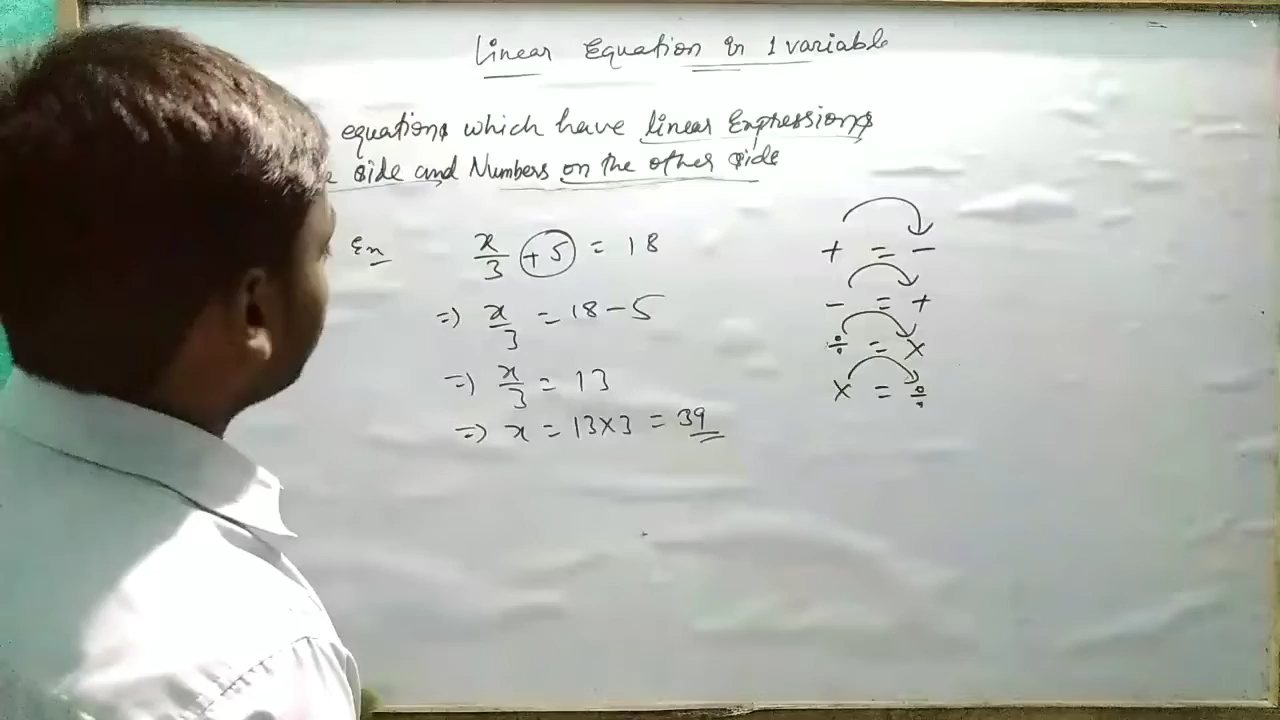 Linear Equation in 1 variable
equations which have linear Expressions
side and Numbers on the other side
Ex x/3 +5 = 18
=) x/3 = 18-5
=) x/3 = 13
=) x = 13×3 = 39
+ = -
- = +
÷ = ×
× = ÷